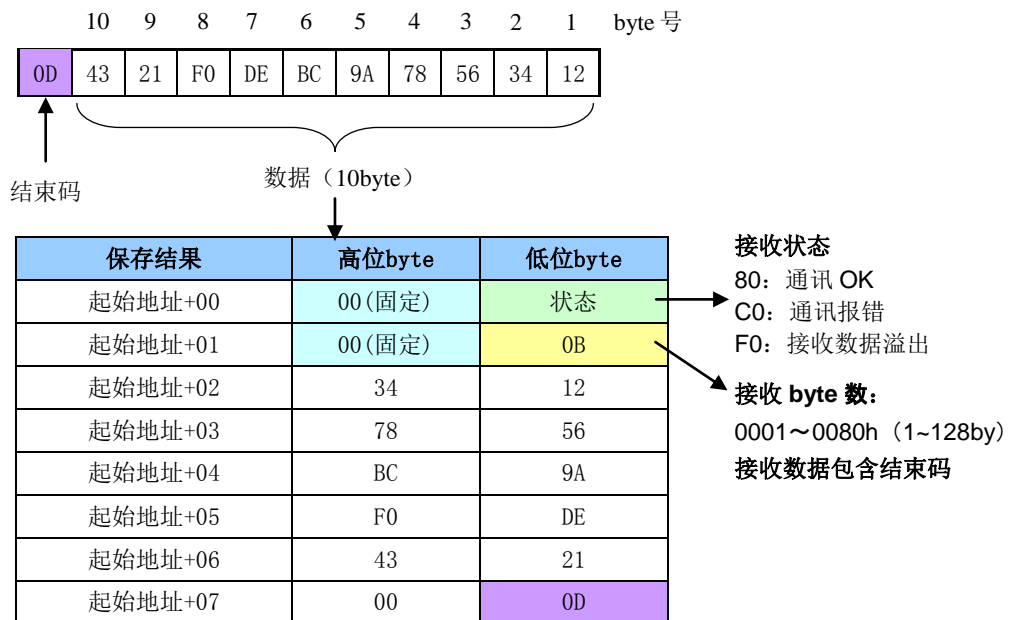 10 9 8 7 6 5 4 3 2 1 byte 号
0D 43 21 F0 DE BC 9A 78 56 34 12
数据（10byte）
结束码
保存结果 高位byte 低位byte
起始地址+00 00(固定) 状态
起始地址+01 00(固定) 0B
起始地址+02 34 12
起始地址+03 78 56
起始地址+04 BC 9A
起始地址+05 F0 DE
起始地址+06 43 21
起始地址+07 00 0D
接收状态
80：通讯 OK
C0：通讯报错
F0：接收数据溢出
接收 byte 数：
0001～0080h（1~128by）
接收数据包含结束码